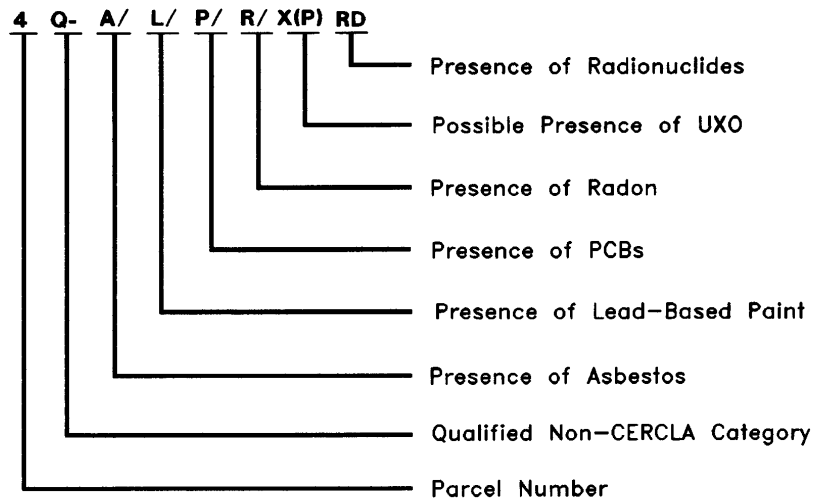 4 Q- A/ L/ P/ R/ X(P) RD
Presence of Radionuclides
Possible Presence of UXO
Presence of Radon
Presence of PCBs
Presence of Lead-Based Paint
Presence of Asbestos
Qualified Non-CERCLA Category
Parcel Number